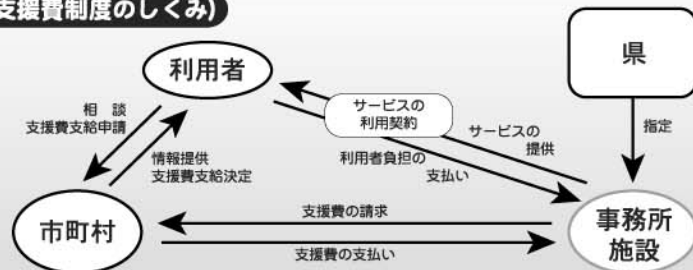 支援費制度のしくみ)
利用者
県
相　談
支援費支給申請
サービスの
利用契約
サービスの
提供
指定
情報提供
支援費支給決定
利用者負担の
支払い
市町村
支援費の請求
支援費の支払い
事務所
施設